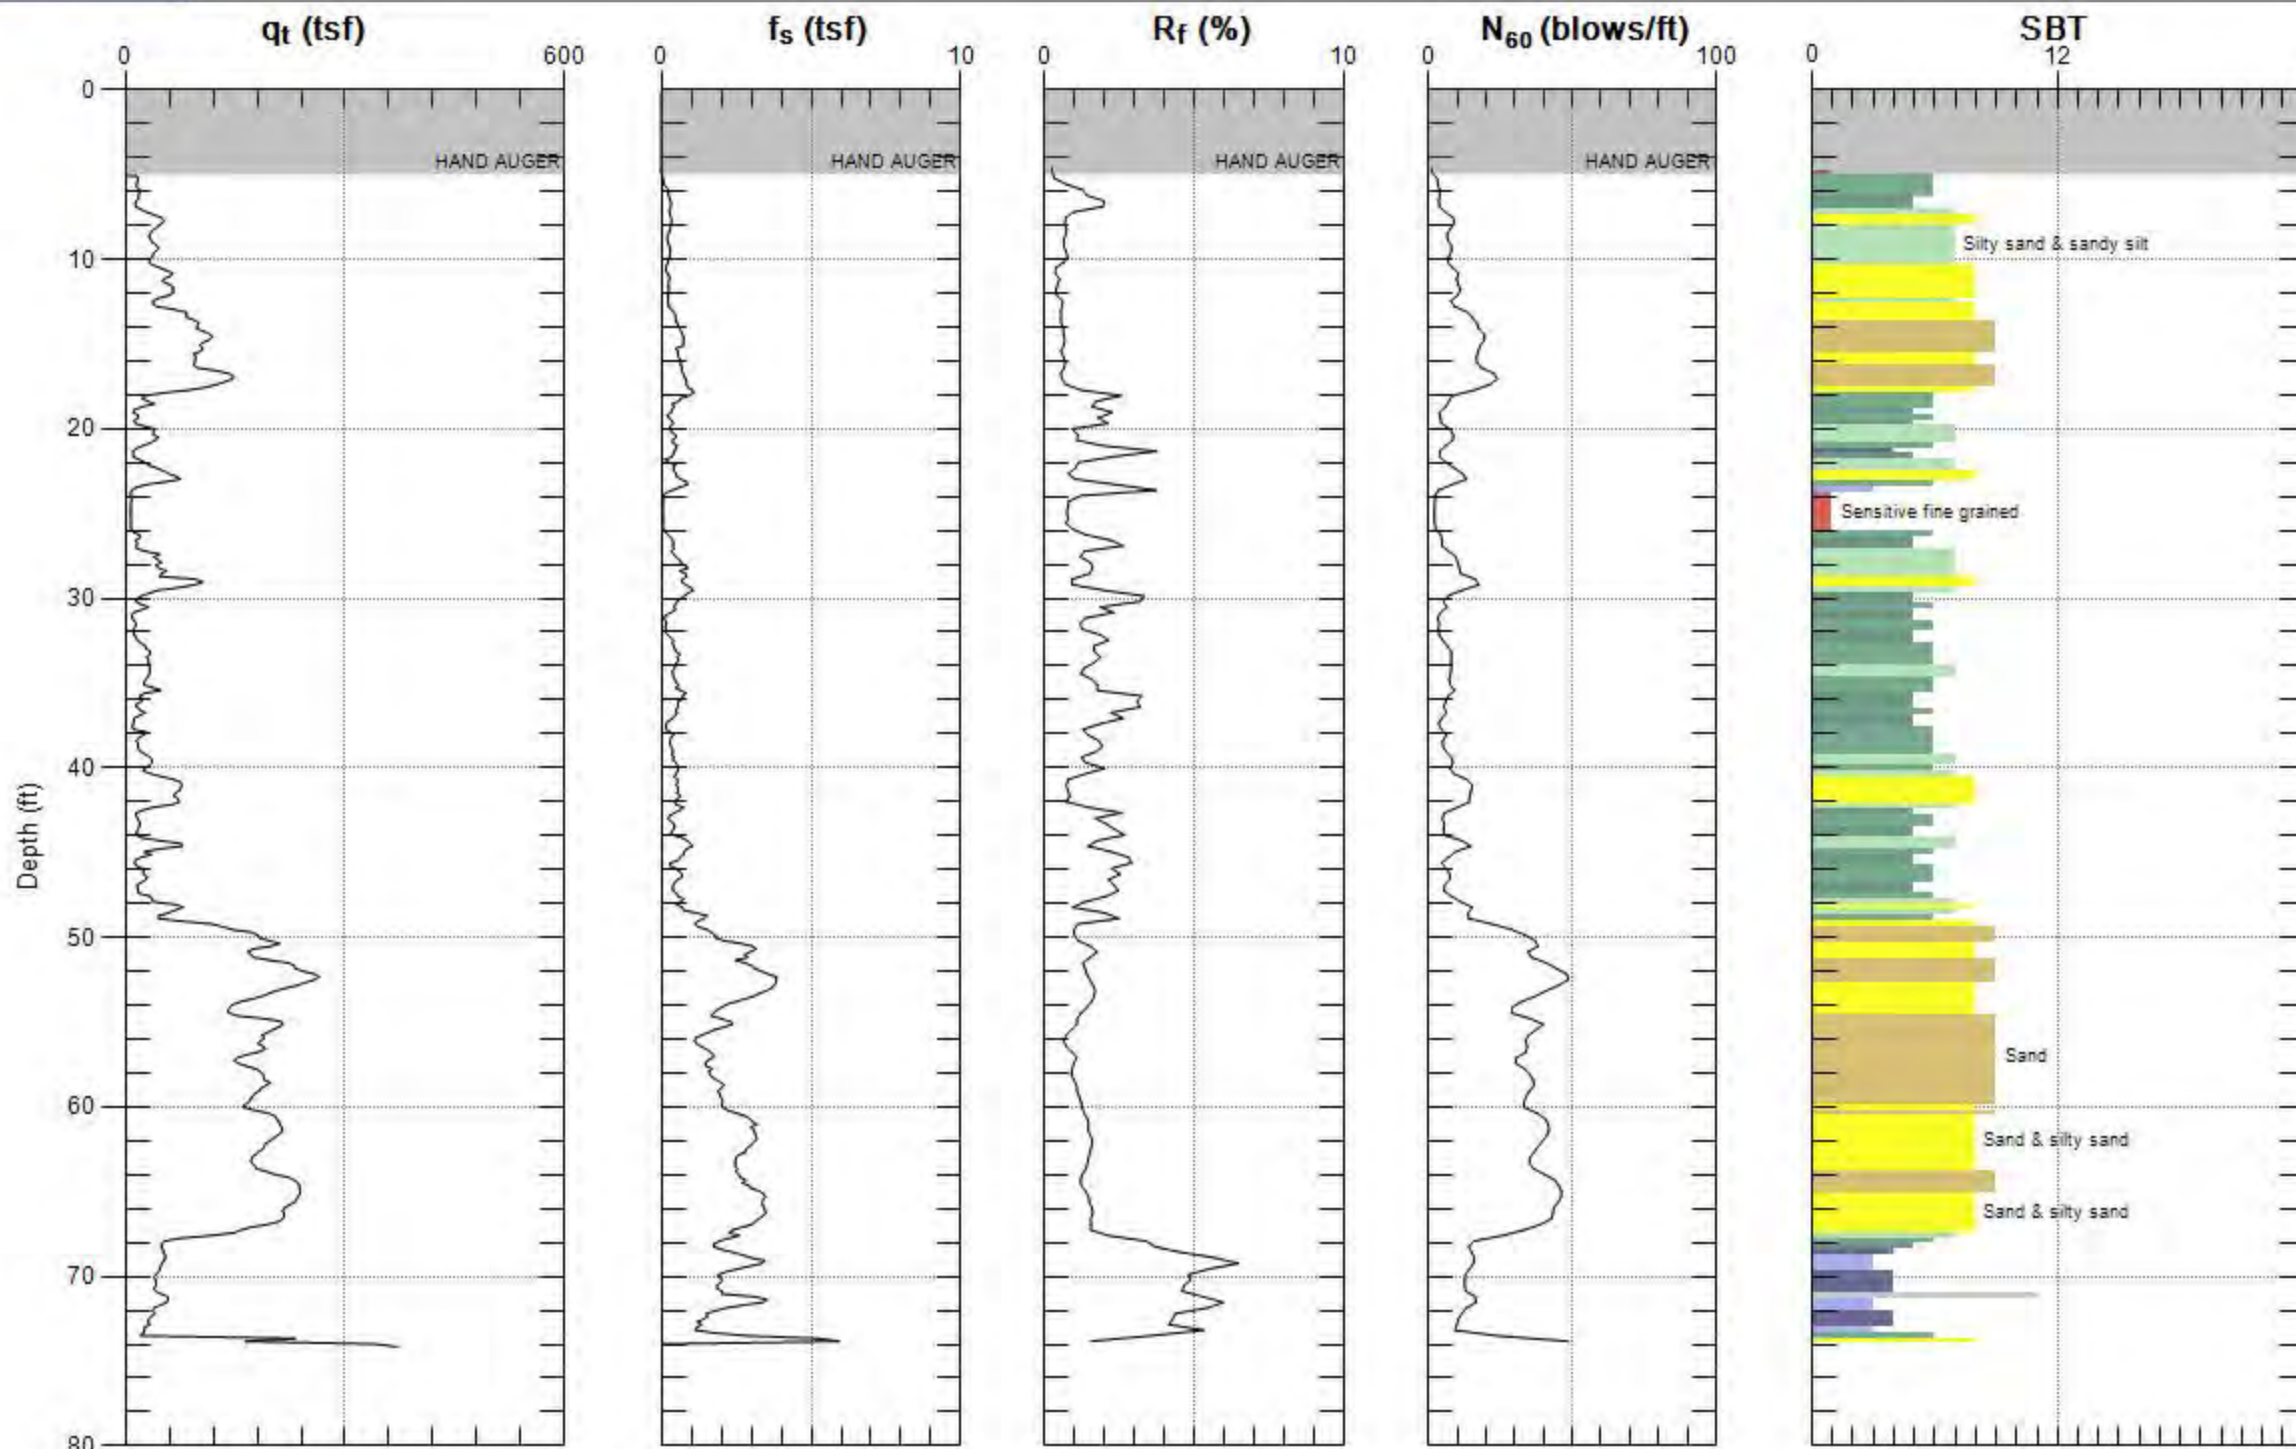 qt (tsf) fs (tsf) Rf (%) N60 (blows/ft) SBT
0 600 0 10 0 10 0 100 0 12
0
HAND AUGER HAND AUGER HAND AUGER HAND AUGER
Silty sand & sandy silt
10
20
Sensitive fine grained
30
40
Depth (ft)
50
Sand
60
Sand & silty sand
Sand & silty sand
70
80